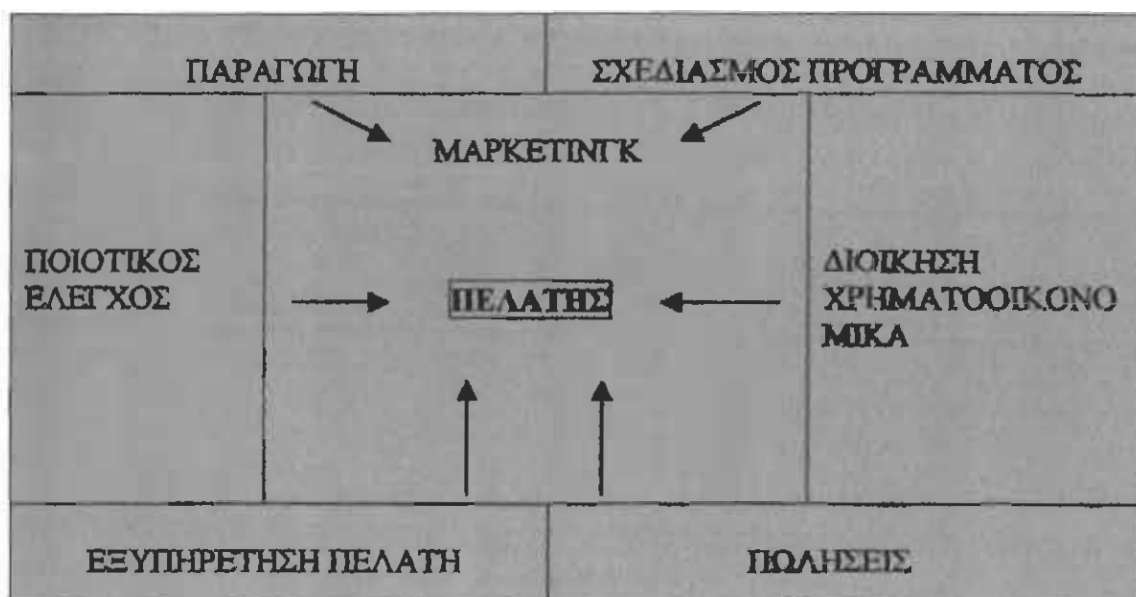 ΠΑΡΑΓΩΓΗ
ΣΧΕΔΙΑΣΜΟΣ ΠΡΟΓΡΑΜΜΑΤΟΣ
ΜΑΡΚΕΤΙΝΓΚ
ΠΟΙΟΤΙΚΟΣ
ΕΛΕΓΧΟΣ
ΠΕΛΑΤΗΣ
ΔΙΟΙΚΗΣΗ
ΧΡΗΜΑΤΟΟΙΚΟΝΟ
ΜΙΚΑ
ΕΞΥΠΗΡΕΤΗΣΗ ΠΕΛΑΤΗ
ΠΩΛΗΣΕΙΣ